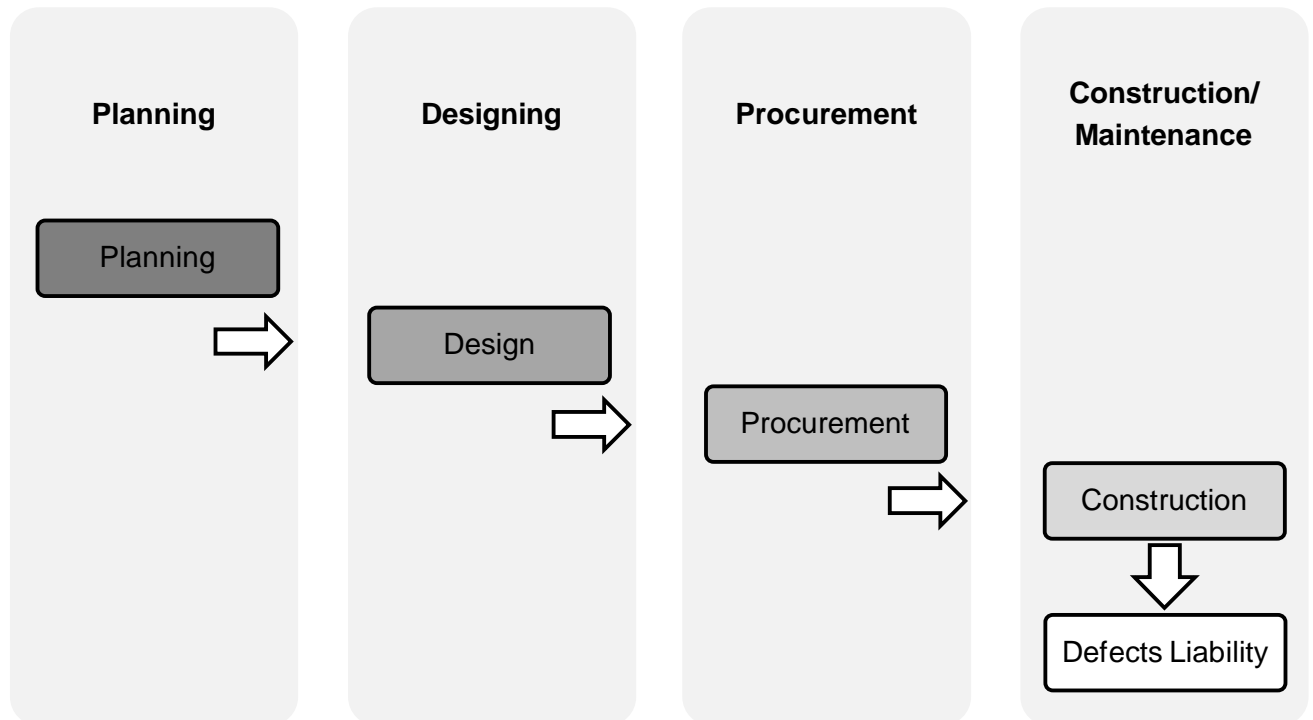 Planning
Designing
Procurement
Construction/
Maintenance
Planning
Design
Procurement
Construction
Defects Liability